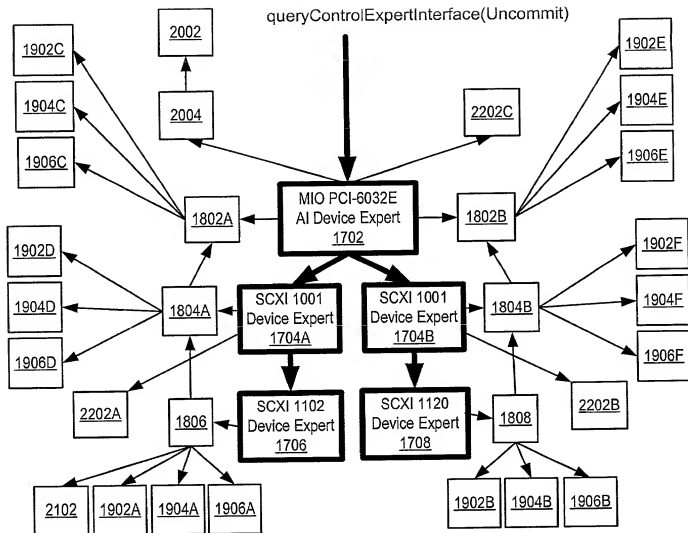 queryControlExpertInterface(Uncommit)
2002
1902C
1902E
1904C
2004
2202C
1904E
1906C
1906E
MIO PCI-6032E
AI Device Expert
1702
1802A
1802B
1902D
1902F
SCXI 1001
Device Expert
1704A
SCXI 1001
Device Expert
1704B
1904D
1804A
1804B
1904F
1906D
1906F
2202A
1806
SCXI 1102
Device Expert
1706
SCXI 1120
Device Expert
1708
1808
2202B
2102
1902A
1904A
1906A
1902B
1904B
1906B